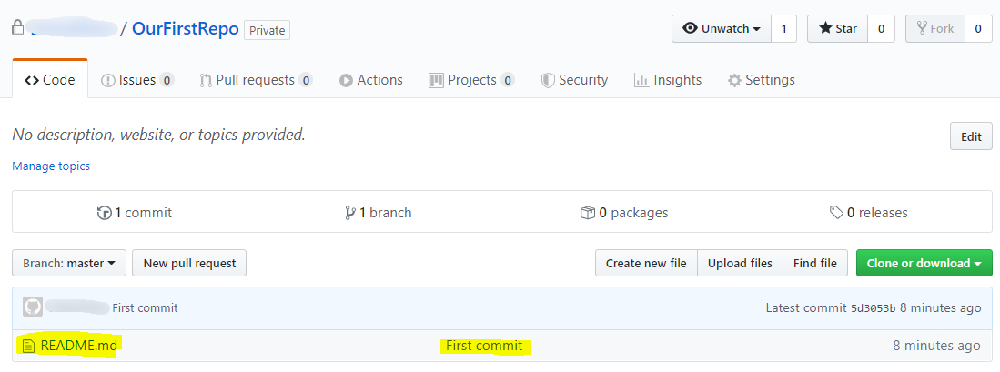 / OurFirstRepo Private Unwatch 1 Star 0 Fork 0
Code Issues 0 Pull requests 0 Actions Projects 0 Security Insights Settings
No description, website, or topics provided. Edit
Manage topics
1 commit 1 branch 0 packages 0 releases
Branch: master New pull request Create new file Upload files Find file Clone or download
First commit Latest commit 5d3053b 8 minutes ago
README.md First commit 8 minutes ago